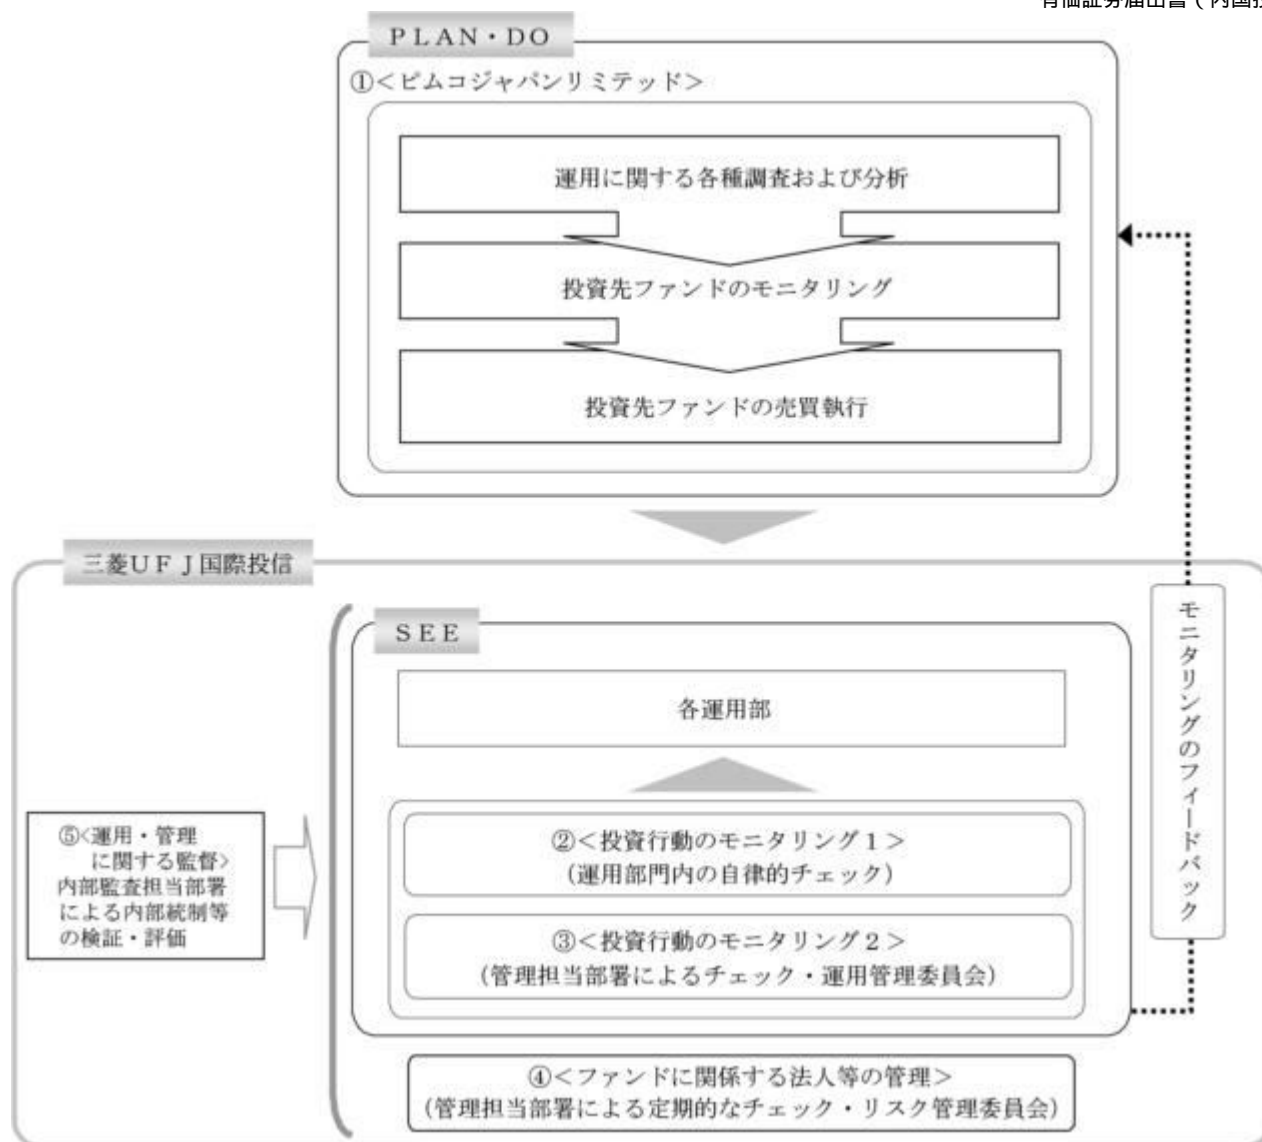 有価証券届出書(内国投
PLAN・DO
①<ピムコジャパンリミテッド>
運用に関する各種調査および分析
投資先ファンドのモニタリング
投資先ファンドの売買執行
三菱UFJ国際投信
SEE
各運用部
②<投資行動のモニタリング1>
(運用部門内の自律的チェック)
③<投資行動のモニタリング2>
(管理担当部署によるチェック・運用管理委員会)
④<ファンドに関係する法人等の管理>
(管理担当部署による定期的なチェック・リスク管理委員会)
⑤<運用・管理
に関する監督>
内部監査担当部署
による内部統制等
の検証・評価
モニタリングのフィードバック